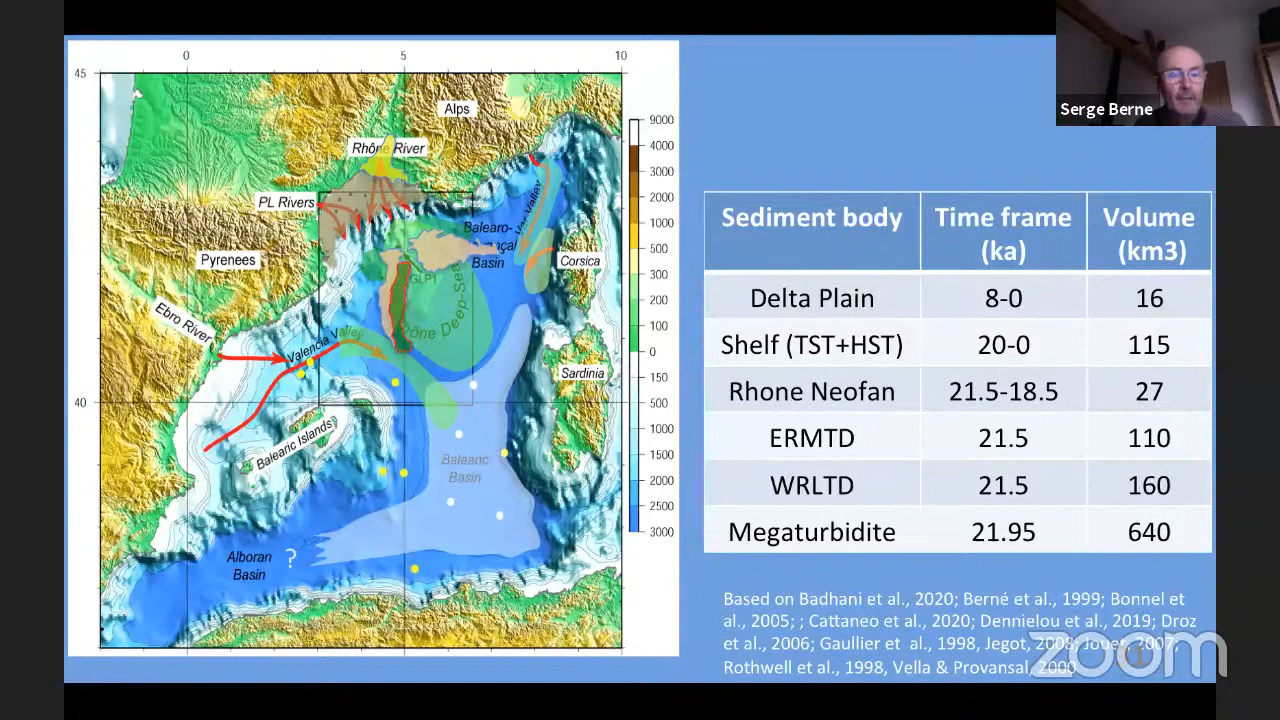 0
5
10
45
40
Alps
Rhône River
PL Rivers
Var Valley
Balearo-
Basin
Corsica
Pyrenees
GLP1
Ebro River
Valencia Valley
Sardinia
Balearic Islands
Balearic
Basin
Alboran
Basin
?
9000
4000
3000
2000
1000
500
300
200
100
0
150
500
1000
1500
2000
2500
3000
Serge Berne
Sediment body Time frame (ka) Volume (km3)
Delta Plain 8-0 16
Shelf (TST+HST) 20-0 115
Rhone Neofan 21.5-18.5 27
ERMTD 21.5 110
WRLTD 21.5 160
Megaturbidite 21.95 640
Based on Badhani et al., 2020; Berné et al., 1999; Bonnel et
al., 2005; ; Cattaneo et al., 2020; Dennielou et al., 2019; Droz
et al., 2006; Gaullier et al., 1998, Jegot, 2008; Jouet, 2007;
Rothwell et al., 1998, Vella & Provansal, 2000
zoom